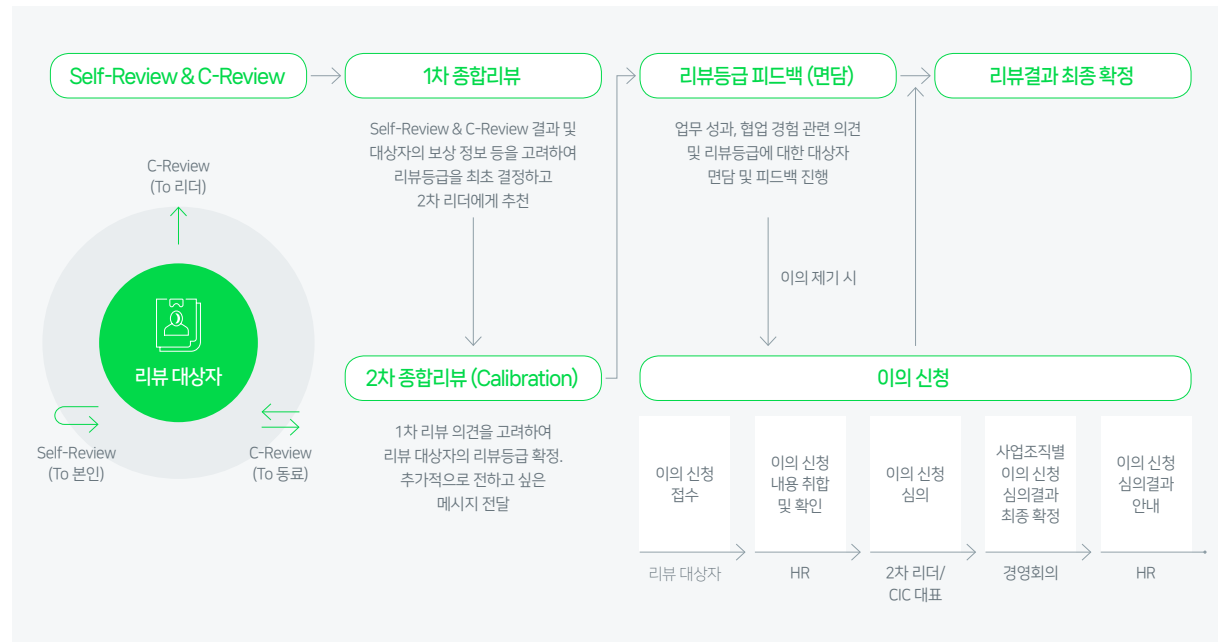 Self-Review & C-Review
1차 종합리뷰
리뷰등급 피드백 (면담)
리뷰결과 최종 확정
Self-Review & C-Review 결과 및
대상자의 보상 정보 등을 고려하여
리뷰등급을 최초 결정하고
2차 리더에게 추천
업무 성과, 협업 경험 관련 의견
및 리뷰등급에 대한 대상자
면담 및 피드백 진행
C-Review
(To 리더)
리뷰 대상자
Self-Review
(To 본인)
C-Review
(To 동료)
이의 제기 시
2차 종합리뷰 (Calibration)
1차 리뷰 의견을 고려하여
리뷰 대상자의 리뷰등급 확정.
추가적으로 전하고 싶은
메시지 전달
이의 신청
이의 신청
접수
리뷰 대상자
이의 신청
내용 취합
및 확인
HR
이의 신청
심의
2차 리더/
CIC 대표
사업조직별
이의 신청
심의결과
최종 확정
경영회의
이의 신청
심의결과
안내
HR